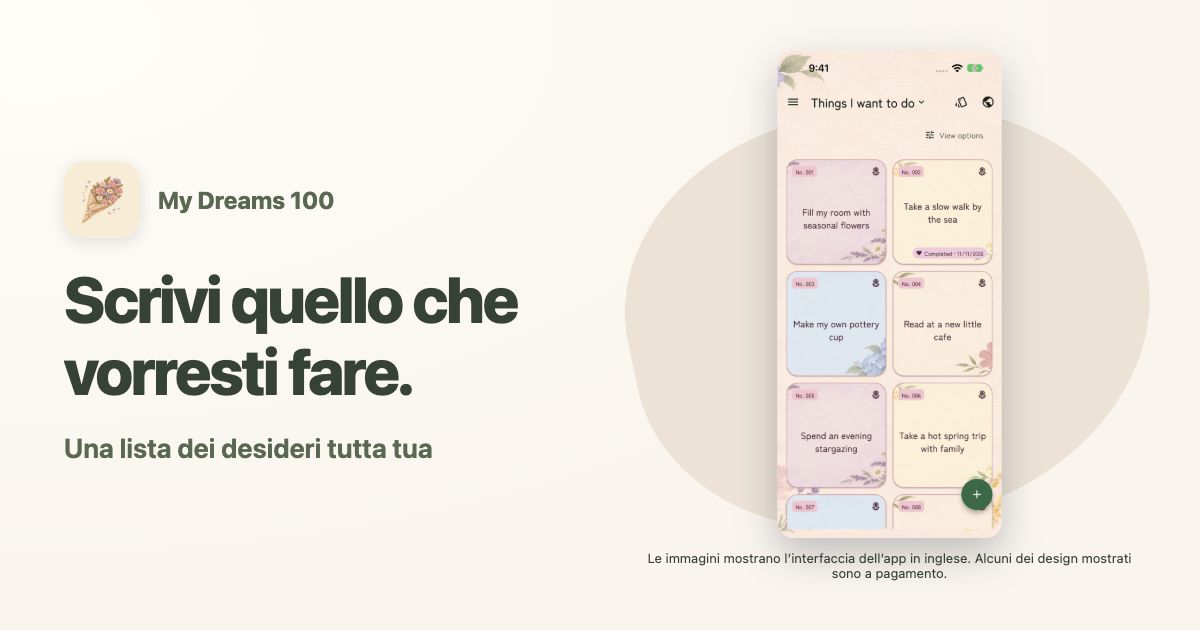 My Dreams 100
Scrivi quello che
vorresti fare.
Una lista dei desideri tutta tua
9:41
Things I want to do
View options
No. 001
Fill my room with
seasonal flowers
No. 002
Take a slow walk by
the sea
Completed · 11/11/2026
No. 003
Make my own pottery
cup
No. 004
Read at a new little
cafe
No. 005
Spend an evening
stargazing
No. 006
Take a hot spring trip
with family
No. 007
No. 008
Le immagini mostrano l'interfaccia dell'app in inglese. Alcuni dei design mostrati
sono a pagamento.